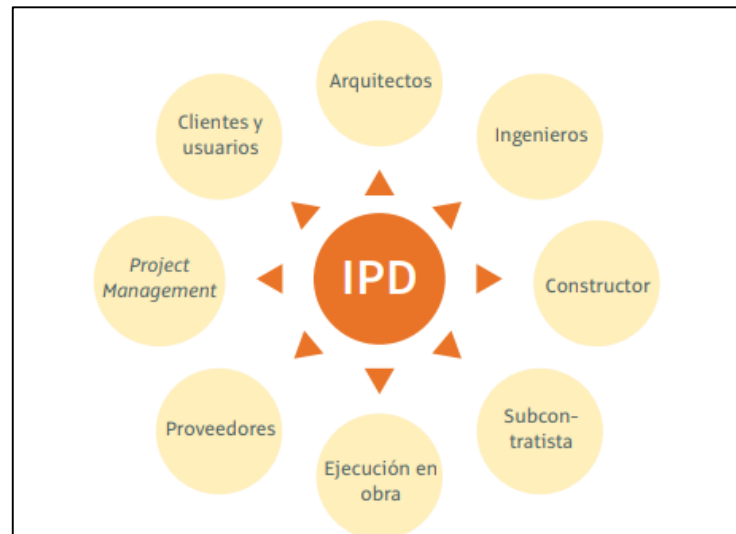 Arquitectos
Clientes y
usuarios
Ingenieros
Project
Management
IPD
Constructor
Proveedores
Subcon-
tratista
Ejecución en
obra